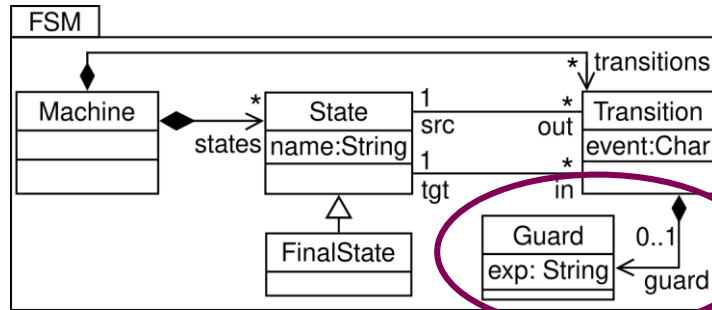 FSM
* transitions
Machine
* State 1 * Transition
states src out
name:String event:Char
1 *
tgt in
FinalState
Guard 0..1
exp: String guard